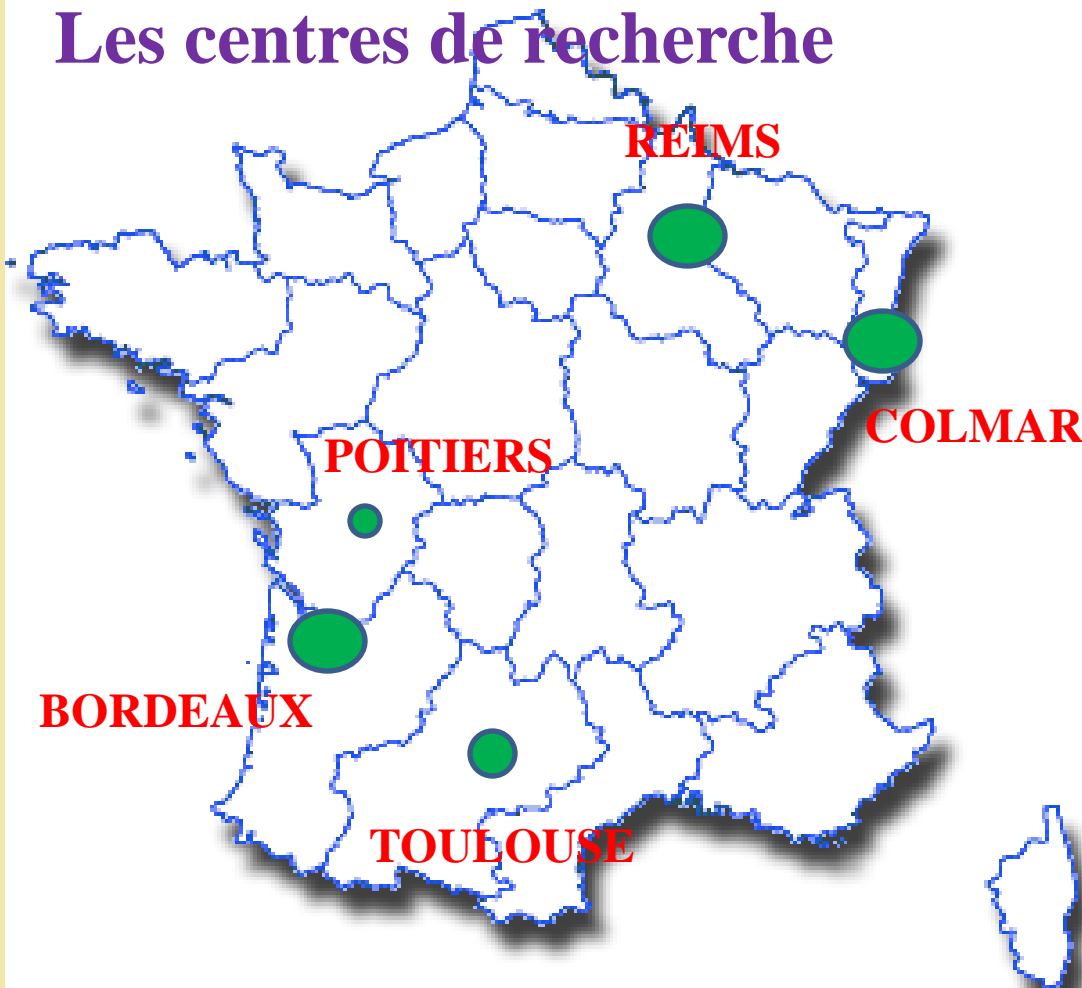 Les centres de recherche
REIMS
COLMAR
POITIERS
BORDEAUX
TOULOUSE